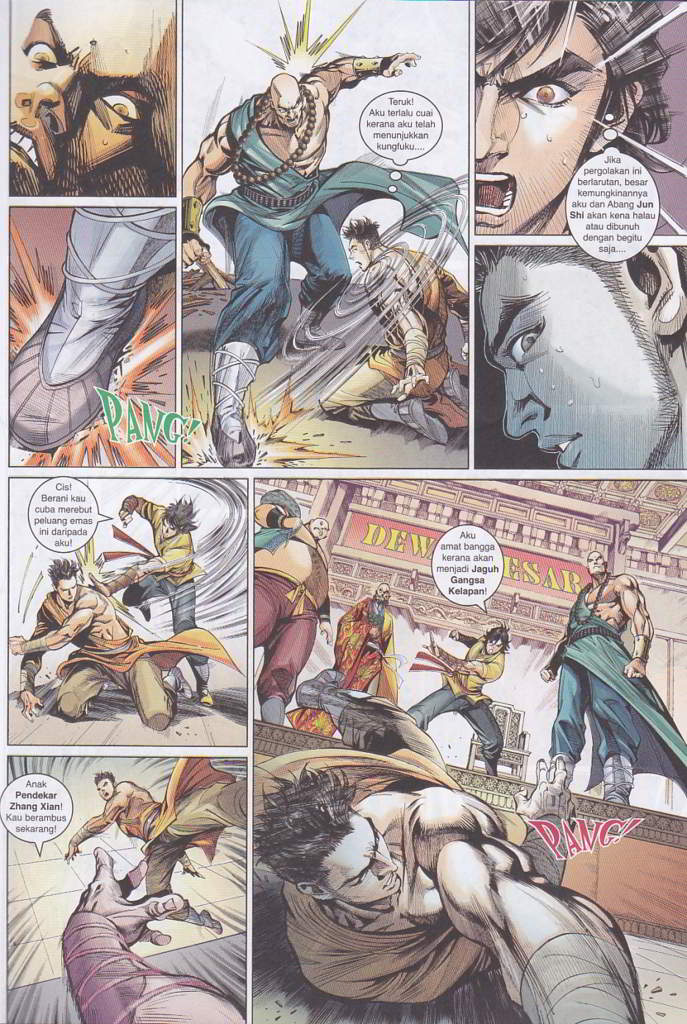 Teruk!
Aku terlalu cuai
kerana aku telah
menunjukkan
kungfuku....
Jika
pergolakan ini
berlarutan, besar
kemungkinannya
aku dan Abang Jun
Shi akan kena halau
atau dibunuh
dengan begitu
saja....
PANG!
Cis!
Berani kau
cuba merebut
peluang emas
ini daripada
aku!
DEW ESAR
Aku
amat bangga
kerana akan
menjadi Jaguh
Gangsa
Kelapan!
Anak
Pendekar
Zhang Xian!
Kau berambus
sekarang!
PANG!